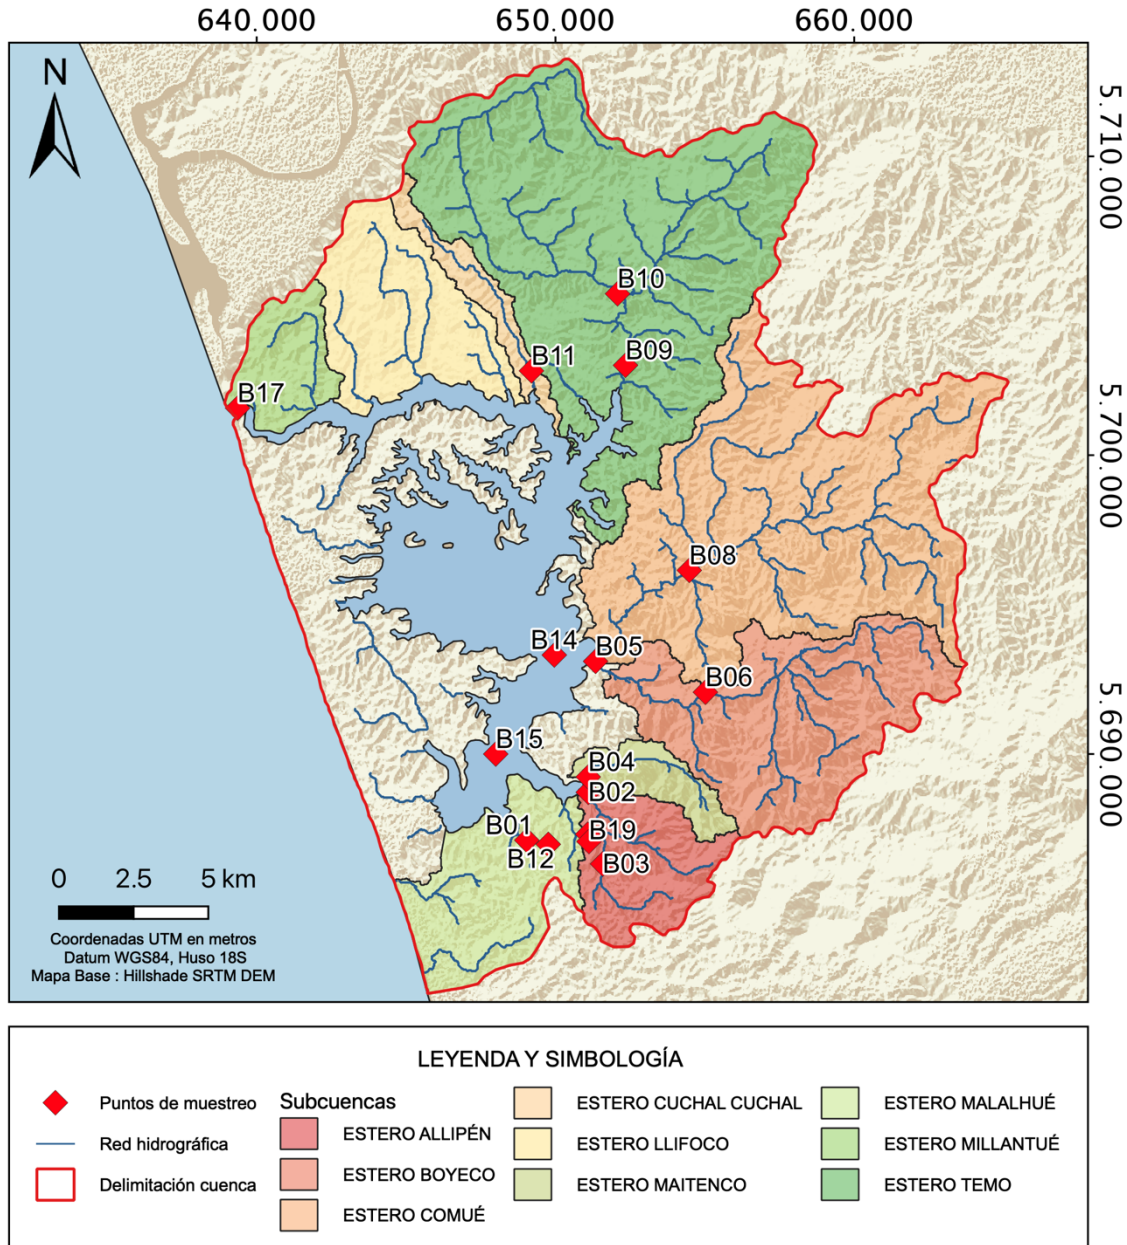 640.000 650.000 660.000
N
5.710.000
5.700.000
5.690.000
B10
B09
B11
B17
B08
B14
B05
B06
B15
B04
B02
B01
B19
B12
B03
0 2.5 5 km
Coordenadas UTM en metros
Datum WGS84, Huso 18S
Mapa Base : Hillshade SRTM DEM
LEYENDA Y SIMBOLOGÍA
Puntos de muestreo
Red hidrográfica
Delimitación cuenca
Subcuencas
ESTERO ALLIPÉN
ESTERO BOYECO
ESTERO COMUÉ
ESTERO CUCHAL CUCHAL
ESTERO LLIFOCO
ESTERO MAITENCO
ESTERO MALALHUÉ
ESTERO MILLANTUÉ
ESTERO TEMO